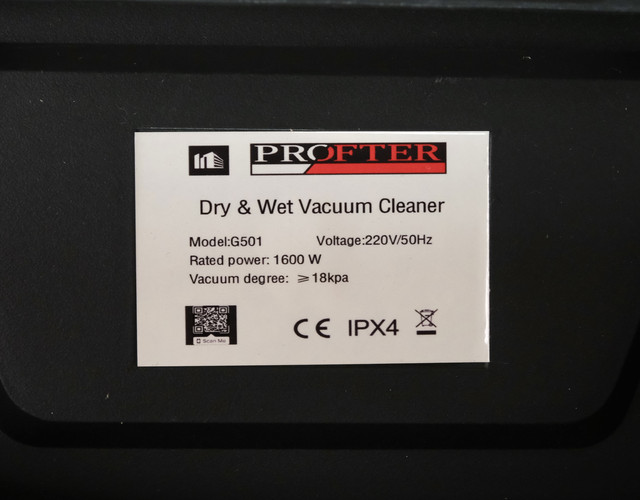 PROFTER
Dry & Wet Vacuum Cleaner
Model:G501 Voltage:220V/50Hz
Rated power: 1600 W
Vacuum degree: ⩾18kpa
Scan Me CE IPX4